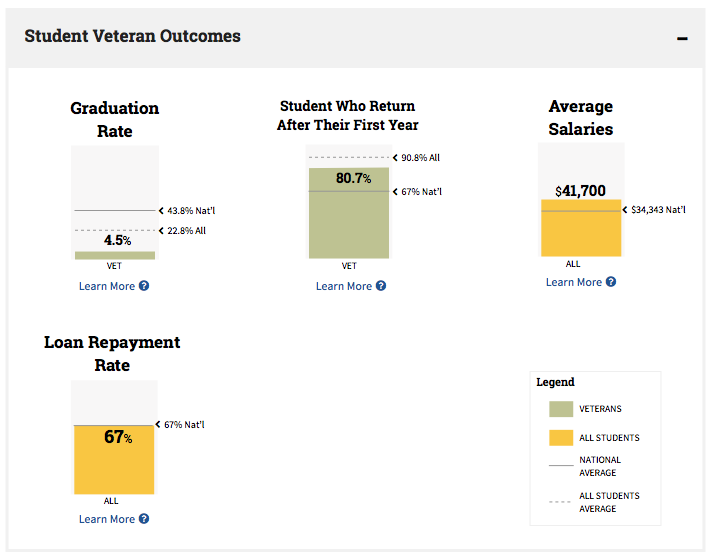 Student Veteran Outcomes
Graduation
Rate
43.8% Nat'l
22.8% All
4.5%
VET
Learn More ?
Student Who Return
After Their First Year
90.8% All
80.7%
67% Nat'l
VET
Learn More ?
Average
Salaries
$41,700
$34,343 Nat'l
ALL
Learn More ?
Loan Repayment
Rate
67% Nat'l
67%
ALL
Learn More ?
Legend
VETERANS
ALL STUDENTS
NATIONAL
AVERAGE
ALL STUDENTS
AVERAGE